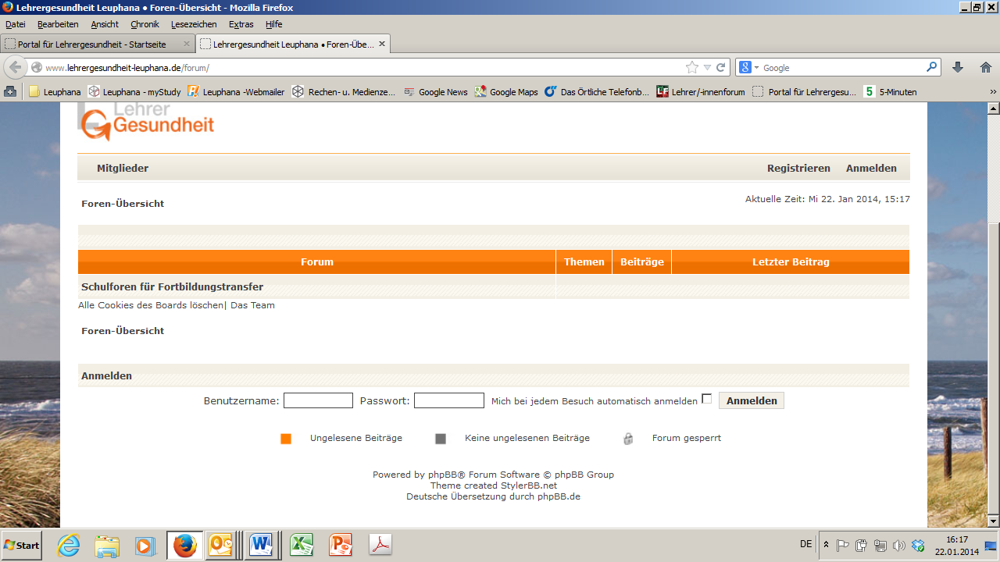 Lehrergesundheit Leuphana • Foren-Übersicht - Mozilla Firefox
Datei Bearbeiten Ansicht Chronik Lesezeichen Extras Hilfe
Portal für Lehrergesundheit - Startseite × Lehrergesundheit Leuphana • Foren-Übe... ×
www.lehrergesundheit-leuphana.de/forum/ 8 Google
Leuphana Leuphana - myStudy Leuphana -Webmailer Rechen- u. Medienze... Google News Google Maps Das Örtliche Telefonb... LF Lehrer/-innenforum Portal für Lehrergesu... 5 5-Minuten »
Lehrer
Gesundheit
Mitglieder Registrieren Anmelden
Foren-Übersicht Aktuelle Zeit: Mi 22. Jan 2014, 15:17
Forum Themen Beiträge Letzter Beitrag
Schulforen für Fortbildungstransfer
Alle Cookies des Boards löschen| Das Team
Foren-Übersicht
Anmelden
Benutzername: Passwort: Mich bei jedem Besuch automatisch anmelden Anmelden
Ungelesene Beiträge Keine ungelesenen Beiträge Forum gesperrt
Powered by phpBB® Forum Software © phpBB Group
Theme created StylerBB.net
Deutsche Übersetzung durch phpBB.de
Start DE 16:17
22.01.2014